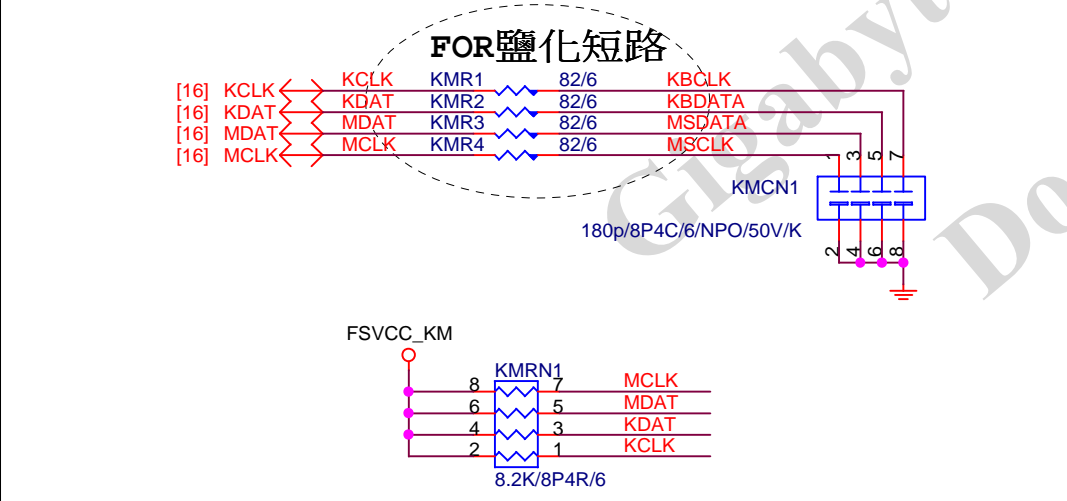 FOR鹽化短路
[16] KCLK KCLK KMR1 82/6 KBCLK
[16] KDAT KDAT KMR2 82/6 KBDATA
[16] MDAT MDAT KMR3 82/6 MSDATA
[16] MCLK MCLK KMR4 82/6 MSCLK
1 3 5 7
KMCN1
180p/8P4C/6/NPO/50V/K
2 4 6 8
Gigabyt
Do
FSVCC_KM
KMRN1
8 7 MCLK
6 5 MDAT
4 3 KDAT
2 1 KCLK
8.2K/8P4R/6